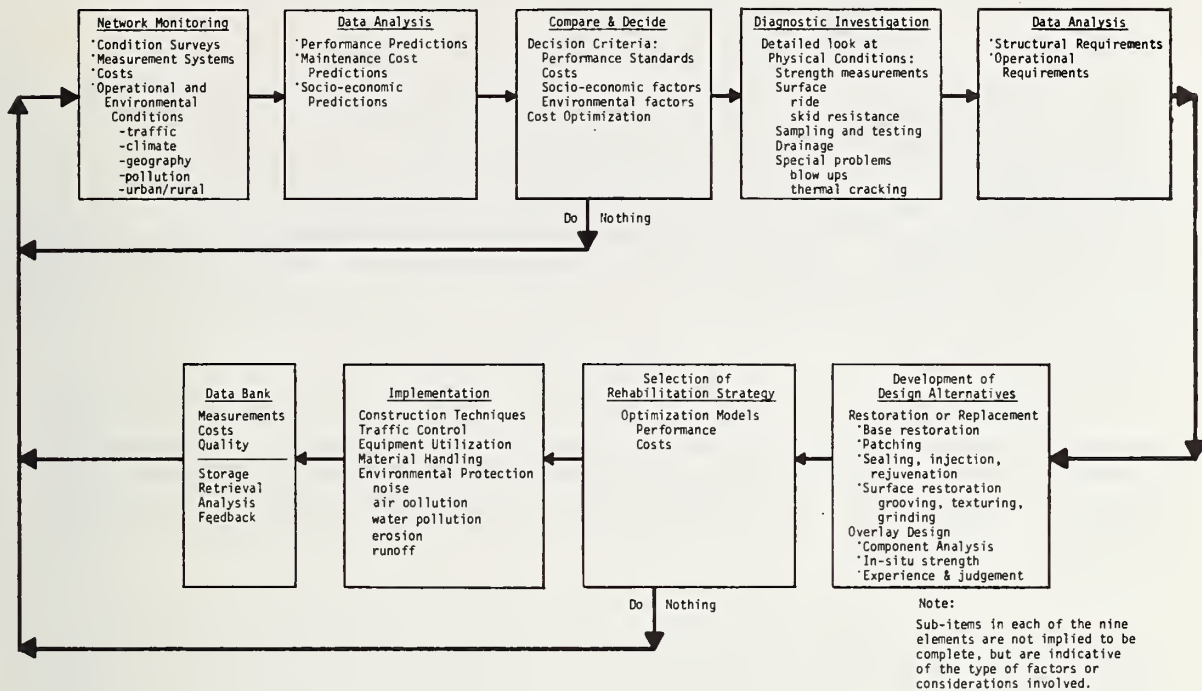 Network Monitoring
·Condition Surveys
·Measurement Systems
·Costs
·Operational and
Environmental
Conditions
-traffic
-climate
-geography
-pollution
-urban/rural
Data Analysis
·Performance Predictions
·Maintenance Cost
Predictions
·Socio-economic
Predictions
Compare & Decide
Decision Criteria:
Performance Standards
Costs
Socio-economic factors
Environmental factors
Cost Optimization
Do Nothing
Diagnostic Investigation
Detailed look at
Physical Conditions:
Strength measurements
Surface
ride
skid resistance
Sampling and testing
Drainage
Special problems
blow ups
thermal cracking
Data Analysis
·Structural Requirements
·Operational
Requirements
Data Bank
Measurements
Costs
Quality
Storage
Retrieval
Analysis
Feedback
Implementation
Construction Techniques
Traffic Control
Equipment Utilization
Material Handling
Environmental Protection
noise
air oollution
water pollution
erosion
runoff
Selection of
Rehabilitation Strategy
Optimization Models
Performance
Costs
Do Nothing
Development of
Design Alternatives
Restoration or Replacement
·Base restoration
·Patching
·Sealing, injection,
rejuvenation
·Surface restoration
grooving, texturing,
grinding
Overlay Design
·Component Analysis
·In-situ strength
·Experience & judgement
Note:
Sub-items in each of the nine
elements are not implied to be
complete, but are indicative
of the type of factors or
considerations involved.